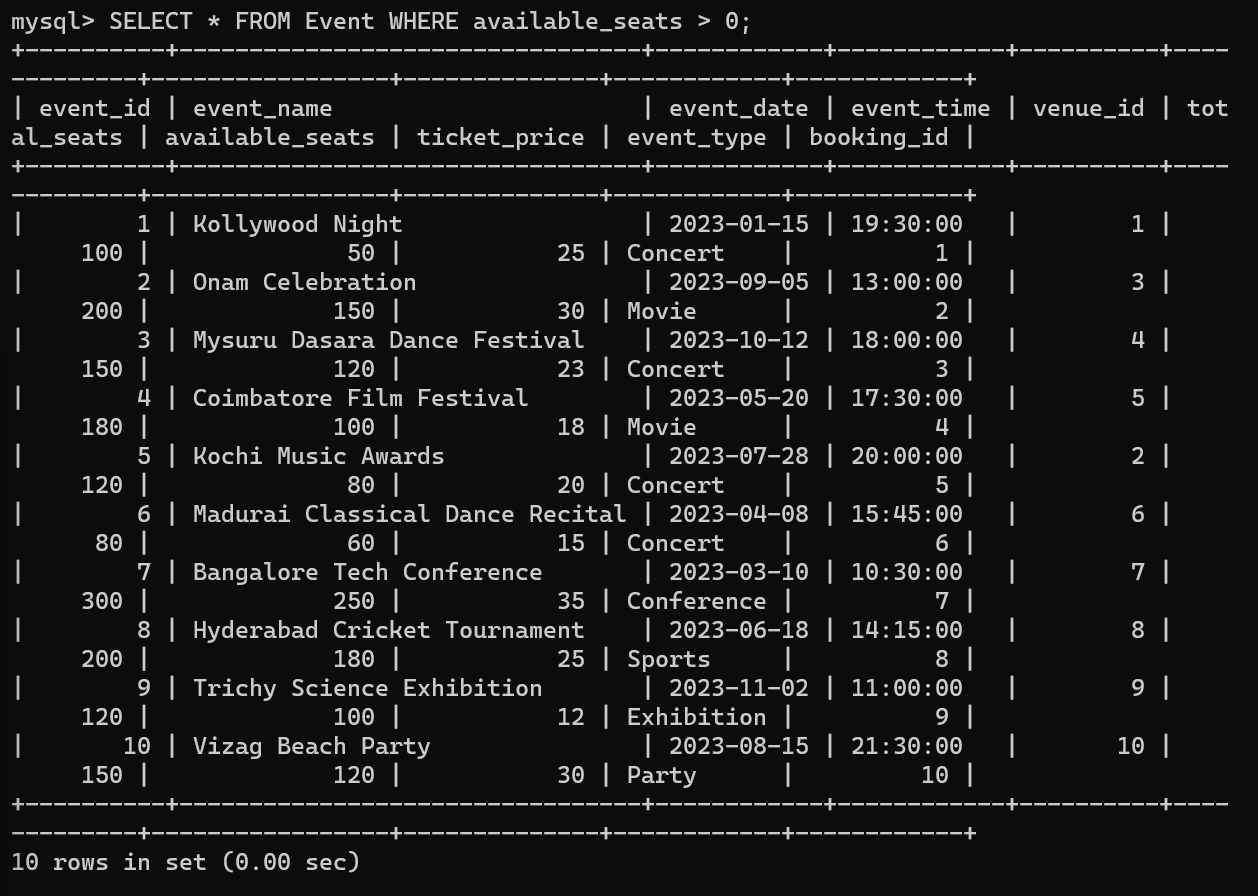 mysql> SELECT * FROM Event WHERE available_seats > 0;
+----------+----------------------------------+------------+------------+----------+----
---------+-----------------+--------------+------------+------------+
| event_id | event_name                       | event_date | event_time | venue_id | tot
al_seats | available_seats | ticket_price | event_type | booking_id |
+----------+----------------------------------+------------+------------+----------+----
---------+-----------------+--------------+------------+------------+
|        1 | Kollywood Night                 | 2023-01-15 | 19:30:00   |        1 |
     100 |              50 |           25 | Concert    |          1 |
|        2 | Onam Celebration                | 2023-09-05 | 13:00:00   |        3 |
     200 |             150 |           30 | Movie      |          2 |
|        3 | Mysuru Dasara Dance Festival    | 2023-10-12 | 18:00:00   |        4 |
     150 |             120 |           23 | Concert    |          3 |
|        4 | Coimbatore Film Festival        | 2023-05-20 | 17:30:00   |        5 |
     180 |             100 |           18 | Movie      |          4 |
|        5 | Kochi Music Awards              | 2023-07-28 | 20:00:00   |        2 |
     120 |              80 |           20 | Concert    |          5 |
|        6 | Madurai Classical Dance Recital | 2023-04-08 | 15:45:00   |        6 |
      80 |              60 |           15 | Concert    |          6 |
|        7 | Bangalore Tech Conference       | 2023-03-10 | 10:30:00   |        7 |
     300 |             250 |           35 | Conference |          7 |
|        8 | Hyderabad Cricket Tournament    | 2023-06-18 | 14:15:00   |        8 |
     200 |             180 |           25 | Sports     |          8 |
|        9 | Trichy Science Exhibition       | 2023-11-02 | 11:00:00   |        9 |
     120 |             100 |           12 | Exhibition |          9 |
|       10 | Vizag Beach Party               | 2023-08-15 | 21:30:00   |       10 |
     150 |             120 |           30 | Party      |         10 |
+----------+----------------------------------+------------+------------+----------+----
---------+-----------------+--------------+------------+------------+
10 rows in set (0.00 sec)